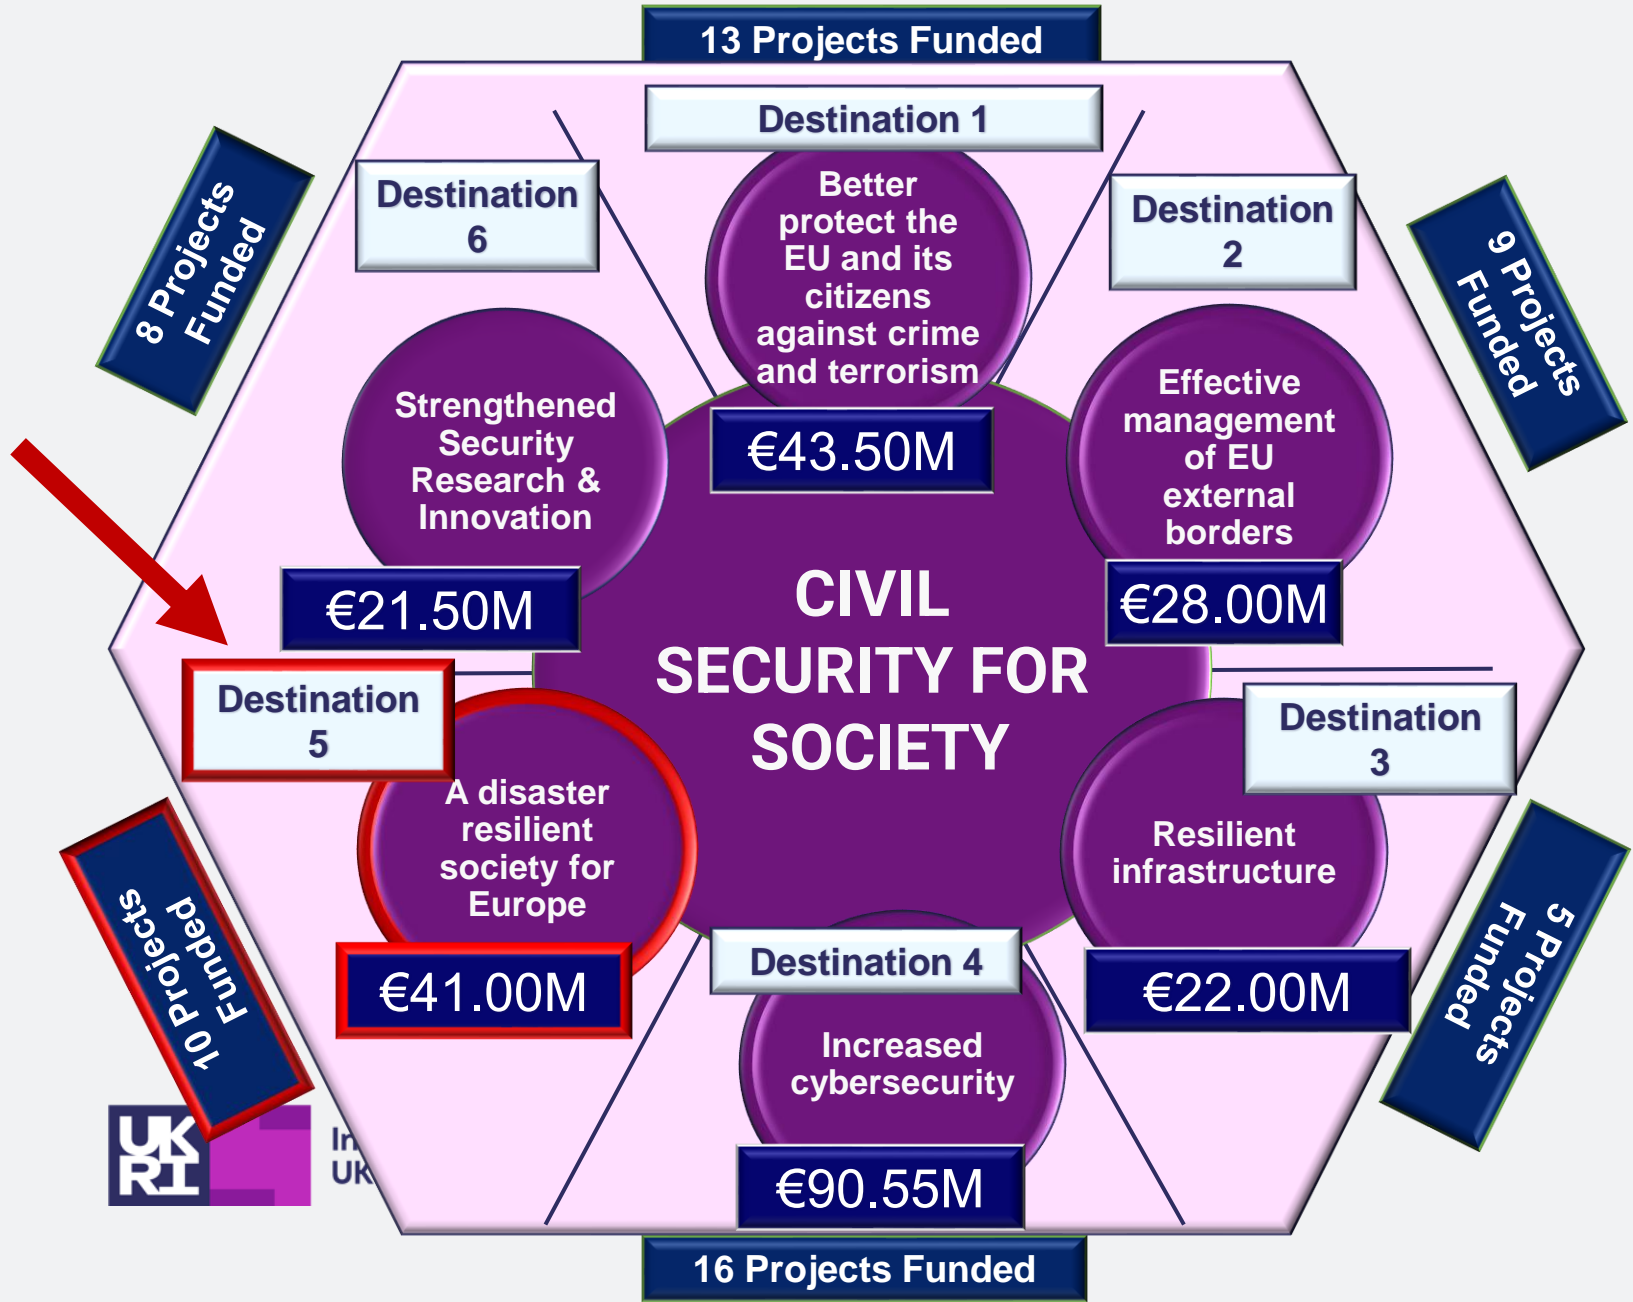 13 Projects Funded
Destination 1
Better
protect the
EU and its
citizens
against crime
and terrorism
€43.50M
Destination
2
9 Projects
Funded
Effective
management
of EU
external
borders
€28.00M
Destination
3
Resilient
infrastructure
€22.00M
5 Projects
Funded
Destination 4
Increased
cybersecurity
€90.55M
16 Projects Funded
Destination
5
A disaster
resilient
society for
Europe
€41.00M
10 Projects
Funded
Destination
6
8 Projects
Funded
Strengthened
Security
Research &
Innovation
€21.50M
CIVIL
SECURITY FOR
SOCIETY
UK
RI
UK